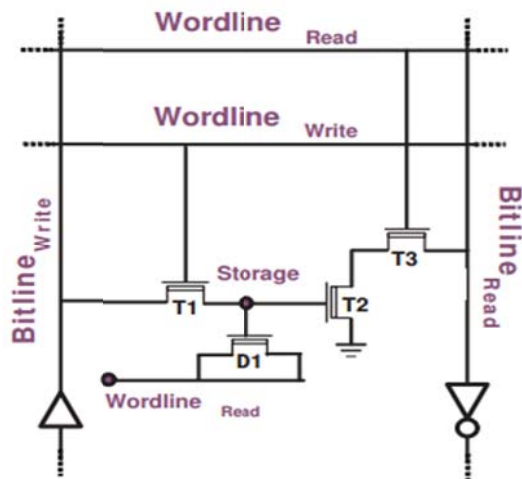 Wordline Read
Wordline Write
Bitline Write
Bitline Read
T3
Storage
T1
T2
D1
Wordline Read